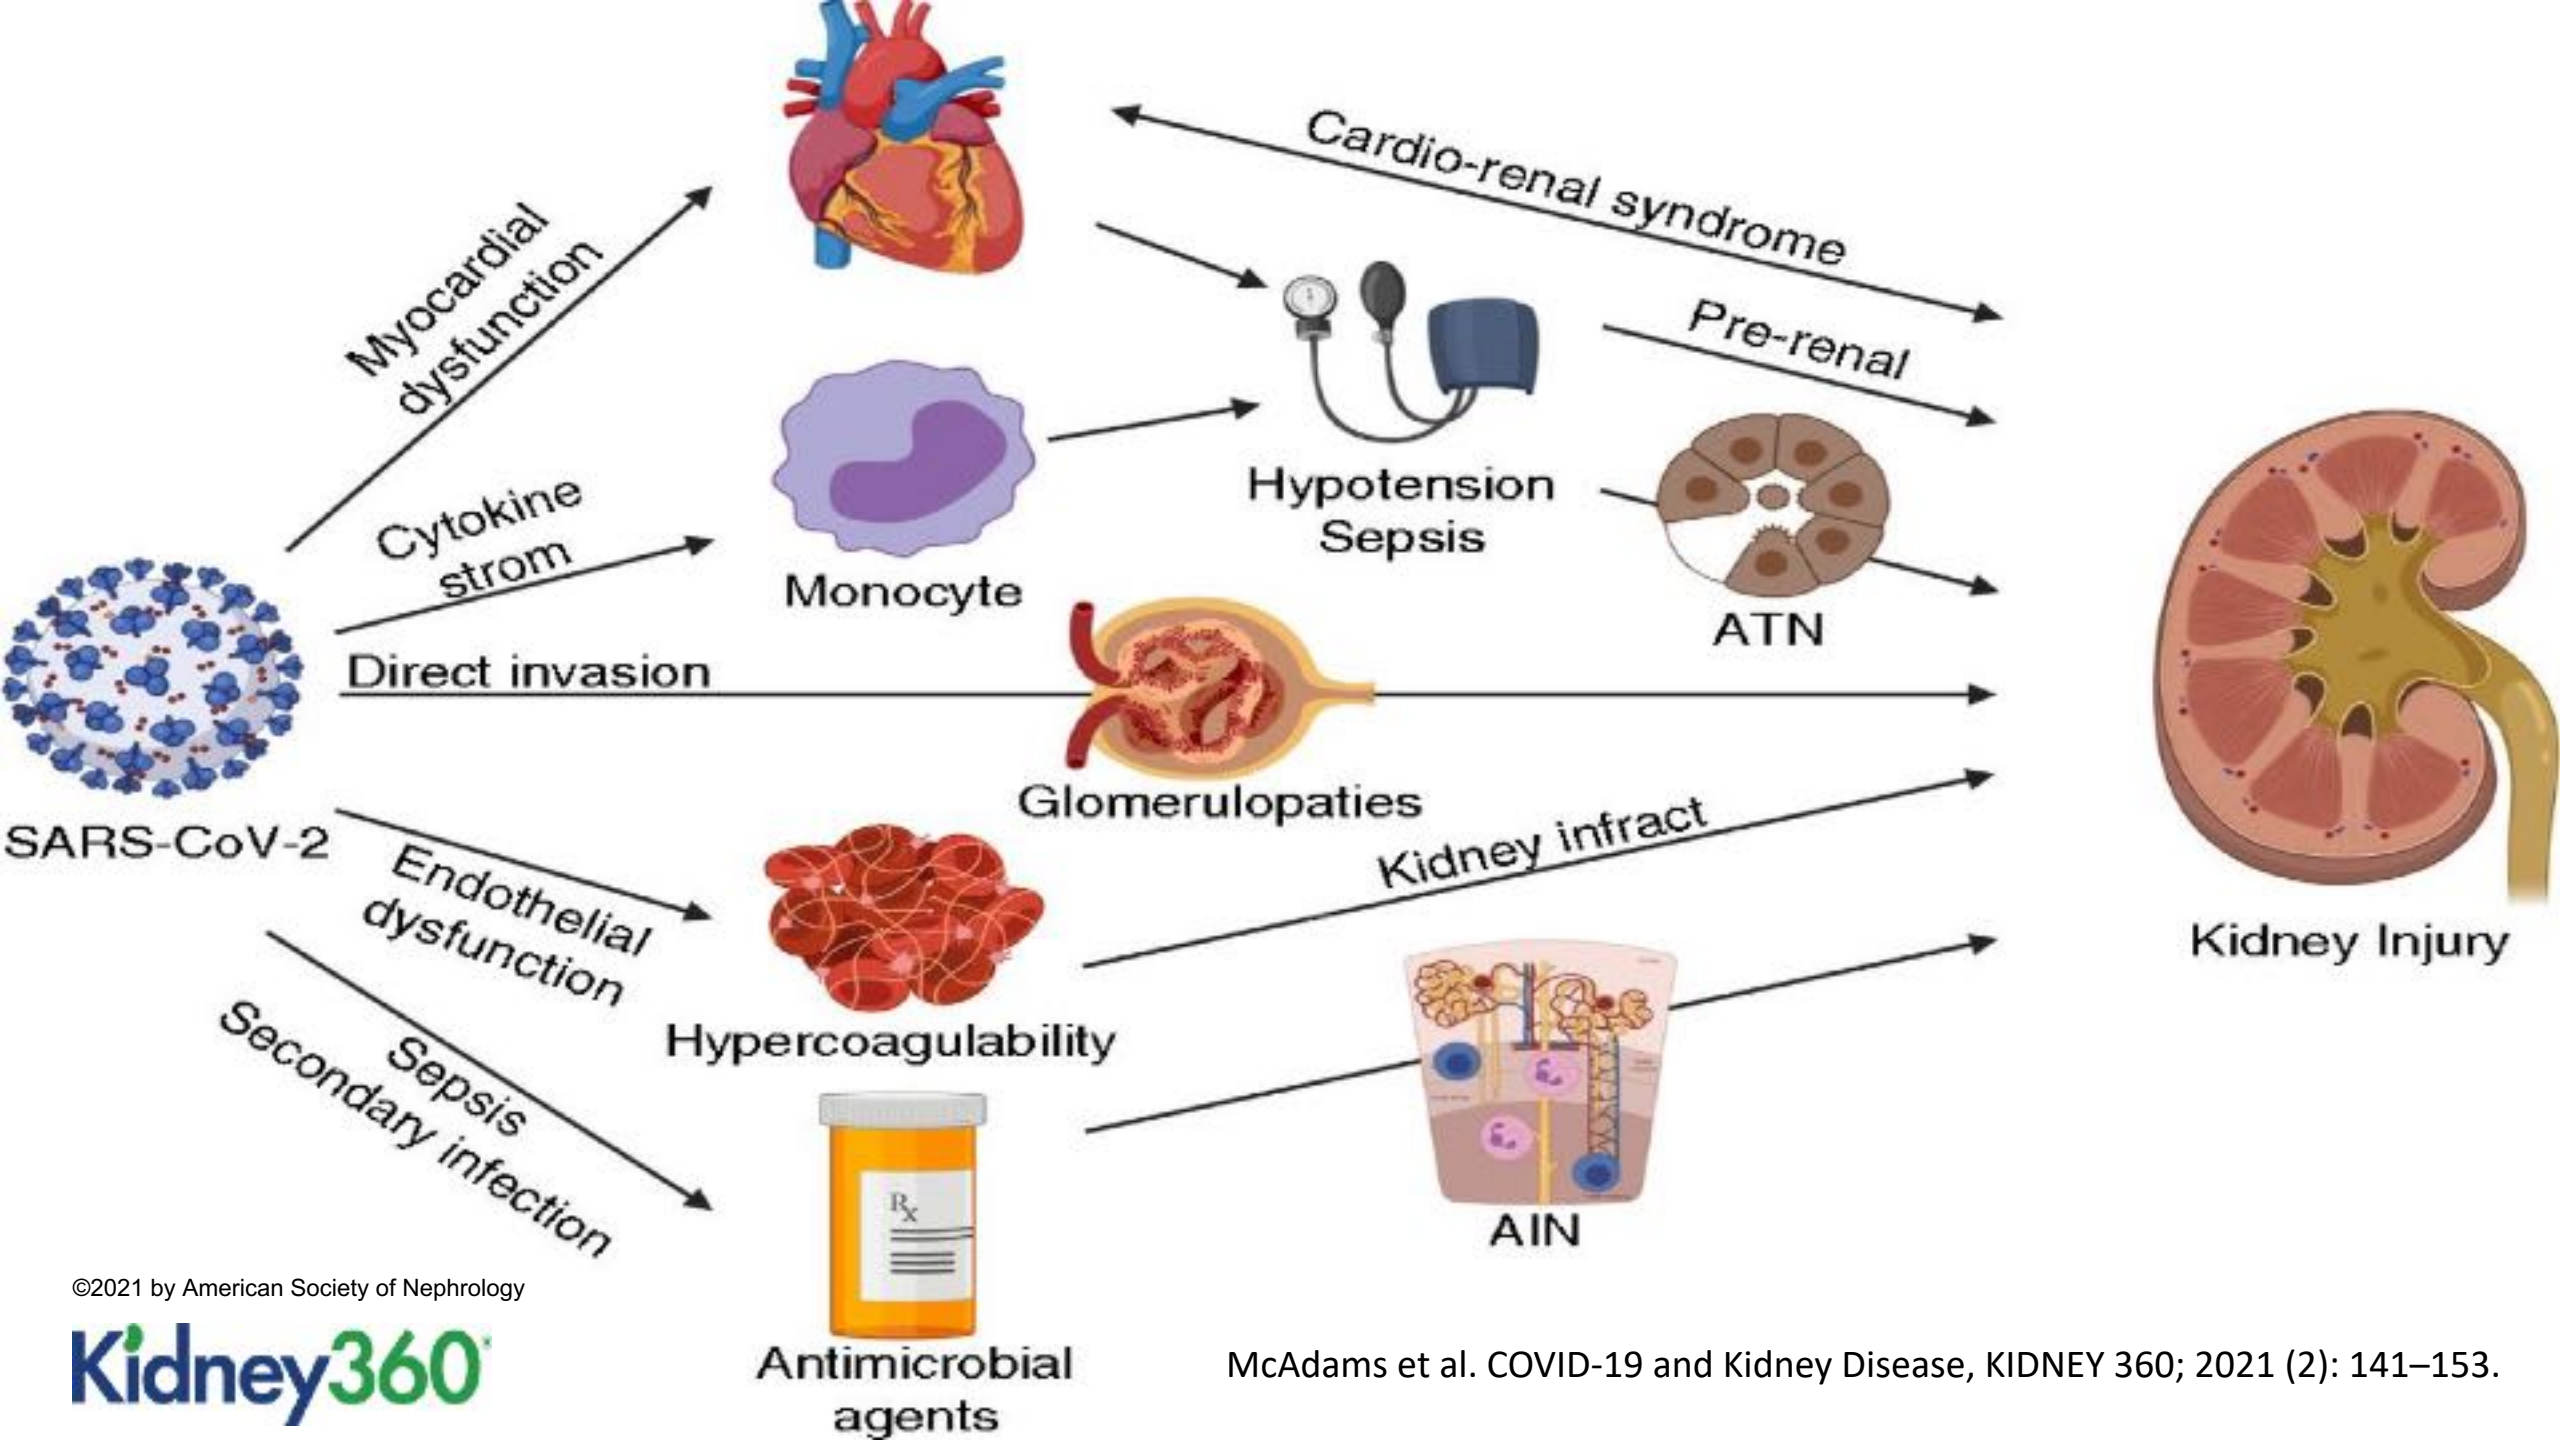 Cardio-renal syndrome
Myocardial
dysfunction
Pre-renal
Cytokine
strom
Monocyte
Hypotension
Sepsis
ATN
Direct invasion
Glomerulopaties
SARS-CoV-2
Endothelial
dysfunction
Kidney infract
Kidney Injury
Hypercoagulability
Sepsis
Secondary infection
Rx
AIN
Antimicrobial
agents
©2021 by American Society of Nephrology
Kidney360
McAdams et al. COVID-19 and Kidney Disease, KIDNEY 360; 2021 (2): 141–153.